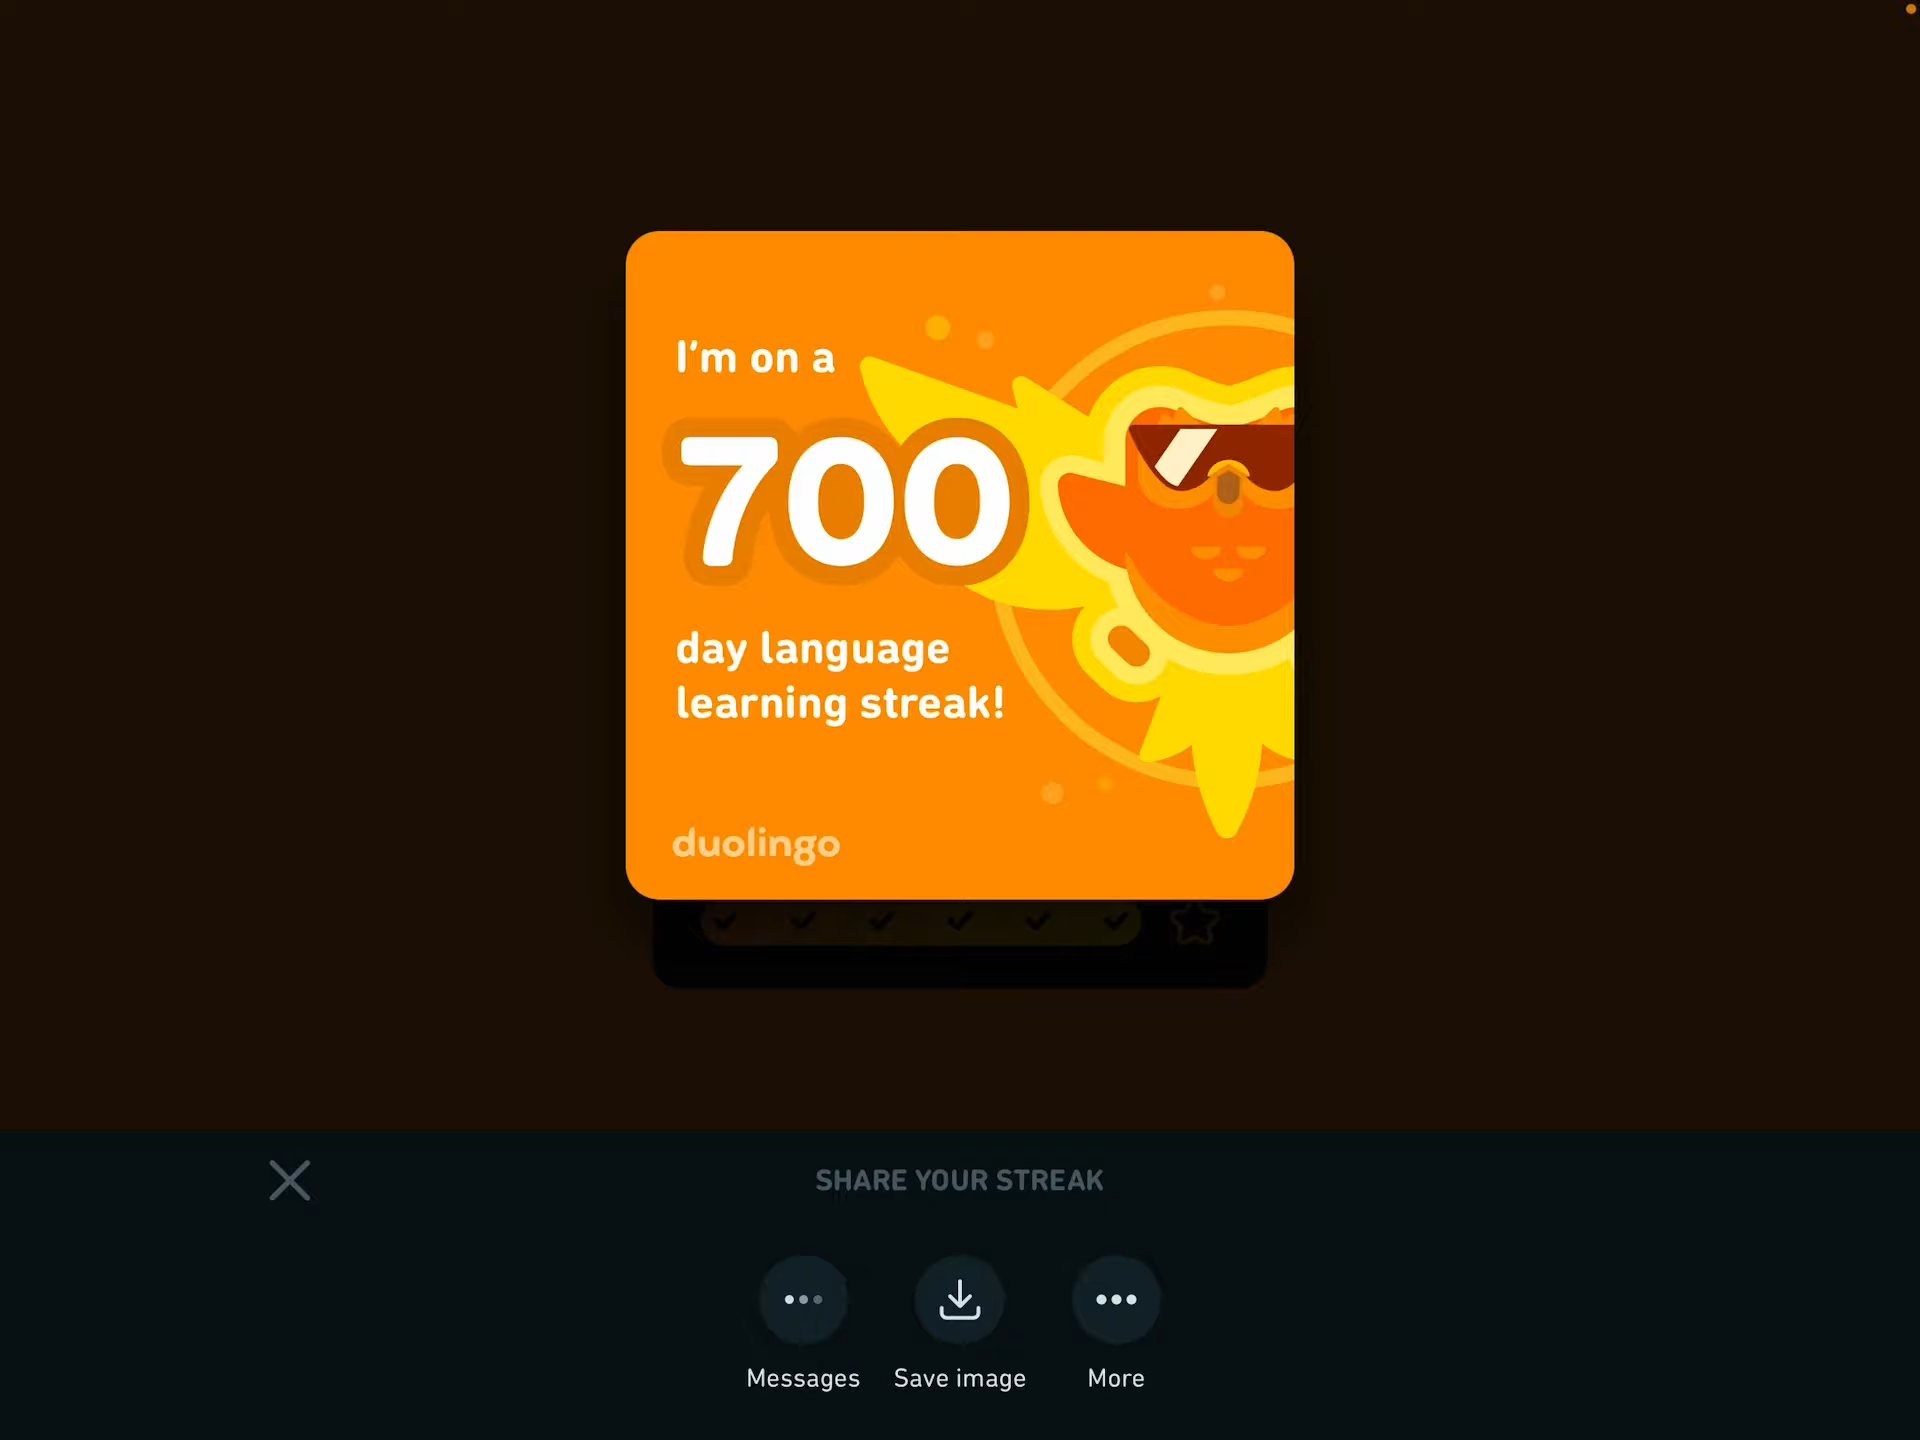 I'm on a
700
day language
learning streak!
duolingo
SHARE YOUR STREAK
Messages
Save image
More